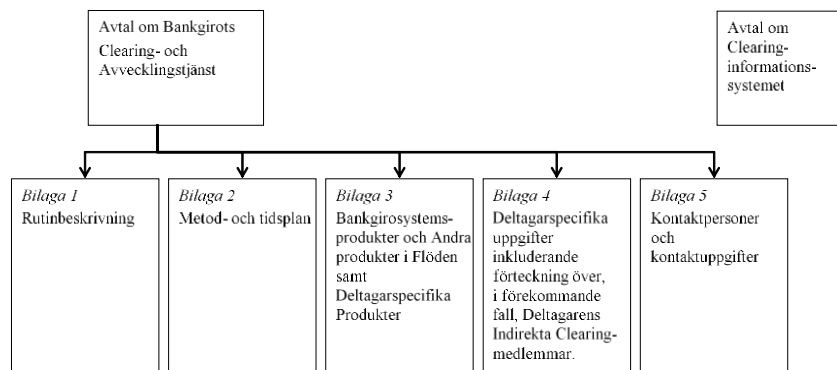 Avtal om Bankgirots
Clearing- och
Avvecklingstjänst
Avtal om
Clearing-
informations-
systemet
Bilaga 1
Rutinbeskrivning
Bilaga 2
Metod- och tidsplan
Bilaga 3
Bankgirosystems-
produkter och Andra
produkter i Flöden
samt
Deltagarspecifika
Produkter
Bilaga 4
Deltagarspecifika
uppgifter
inkluderande
förteckning över,
i förekommande
fall, Deltagarens
Indirekta Clearing-
medlemmar.
Bilaga 5
Kontaktpersoner
och
kontaktuppgifter